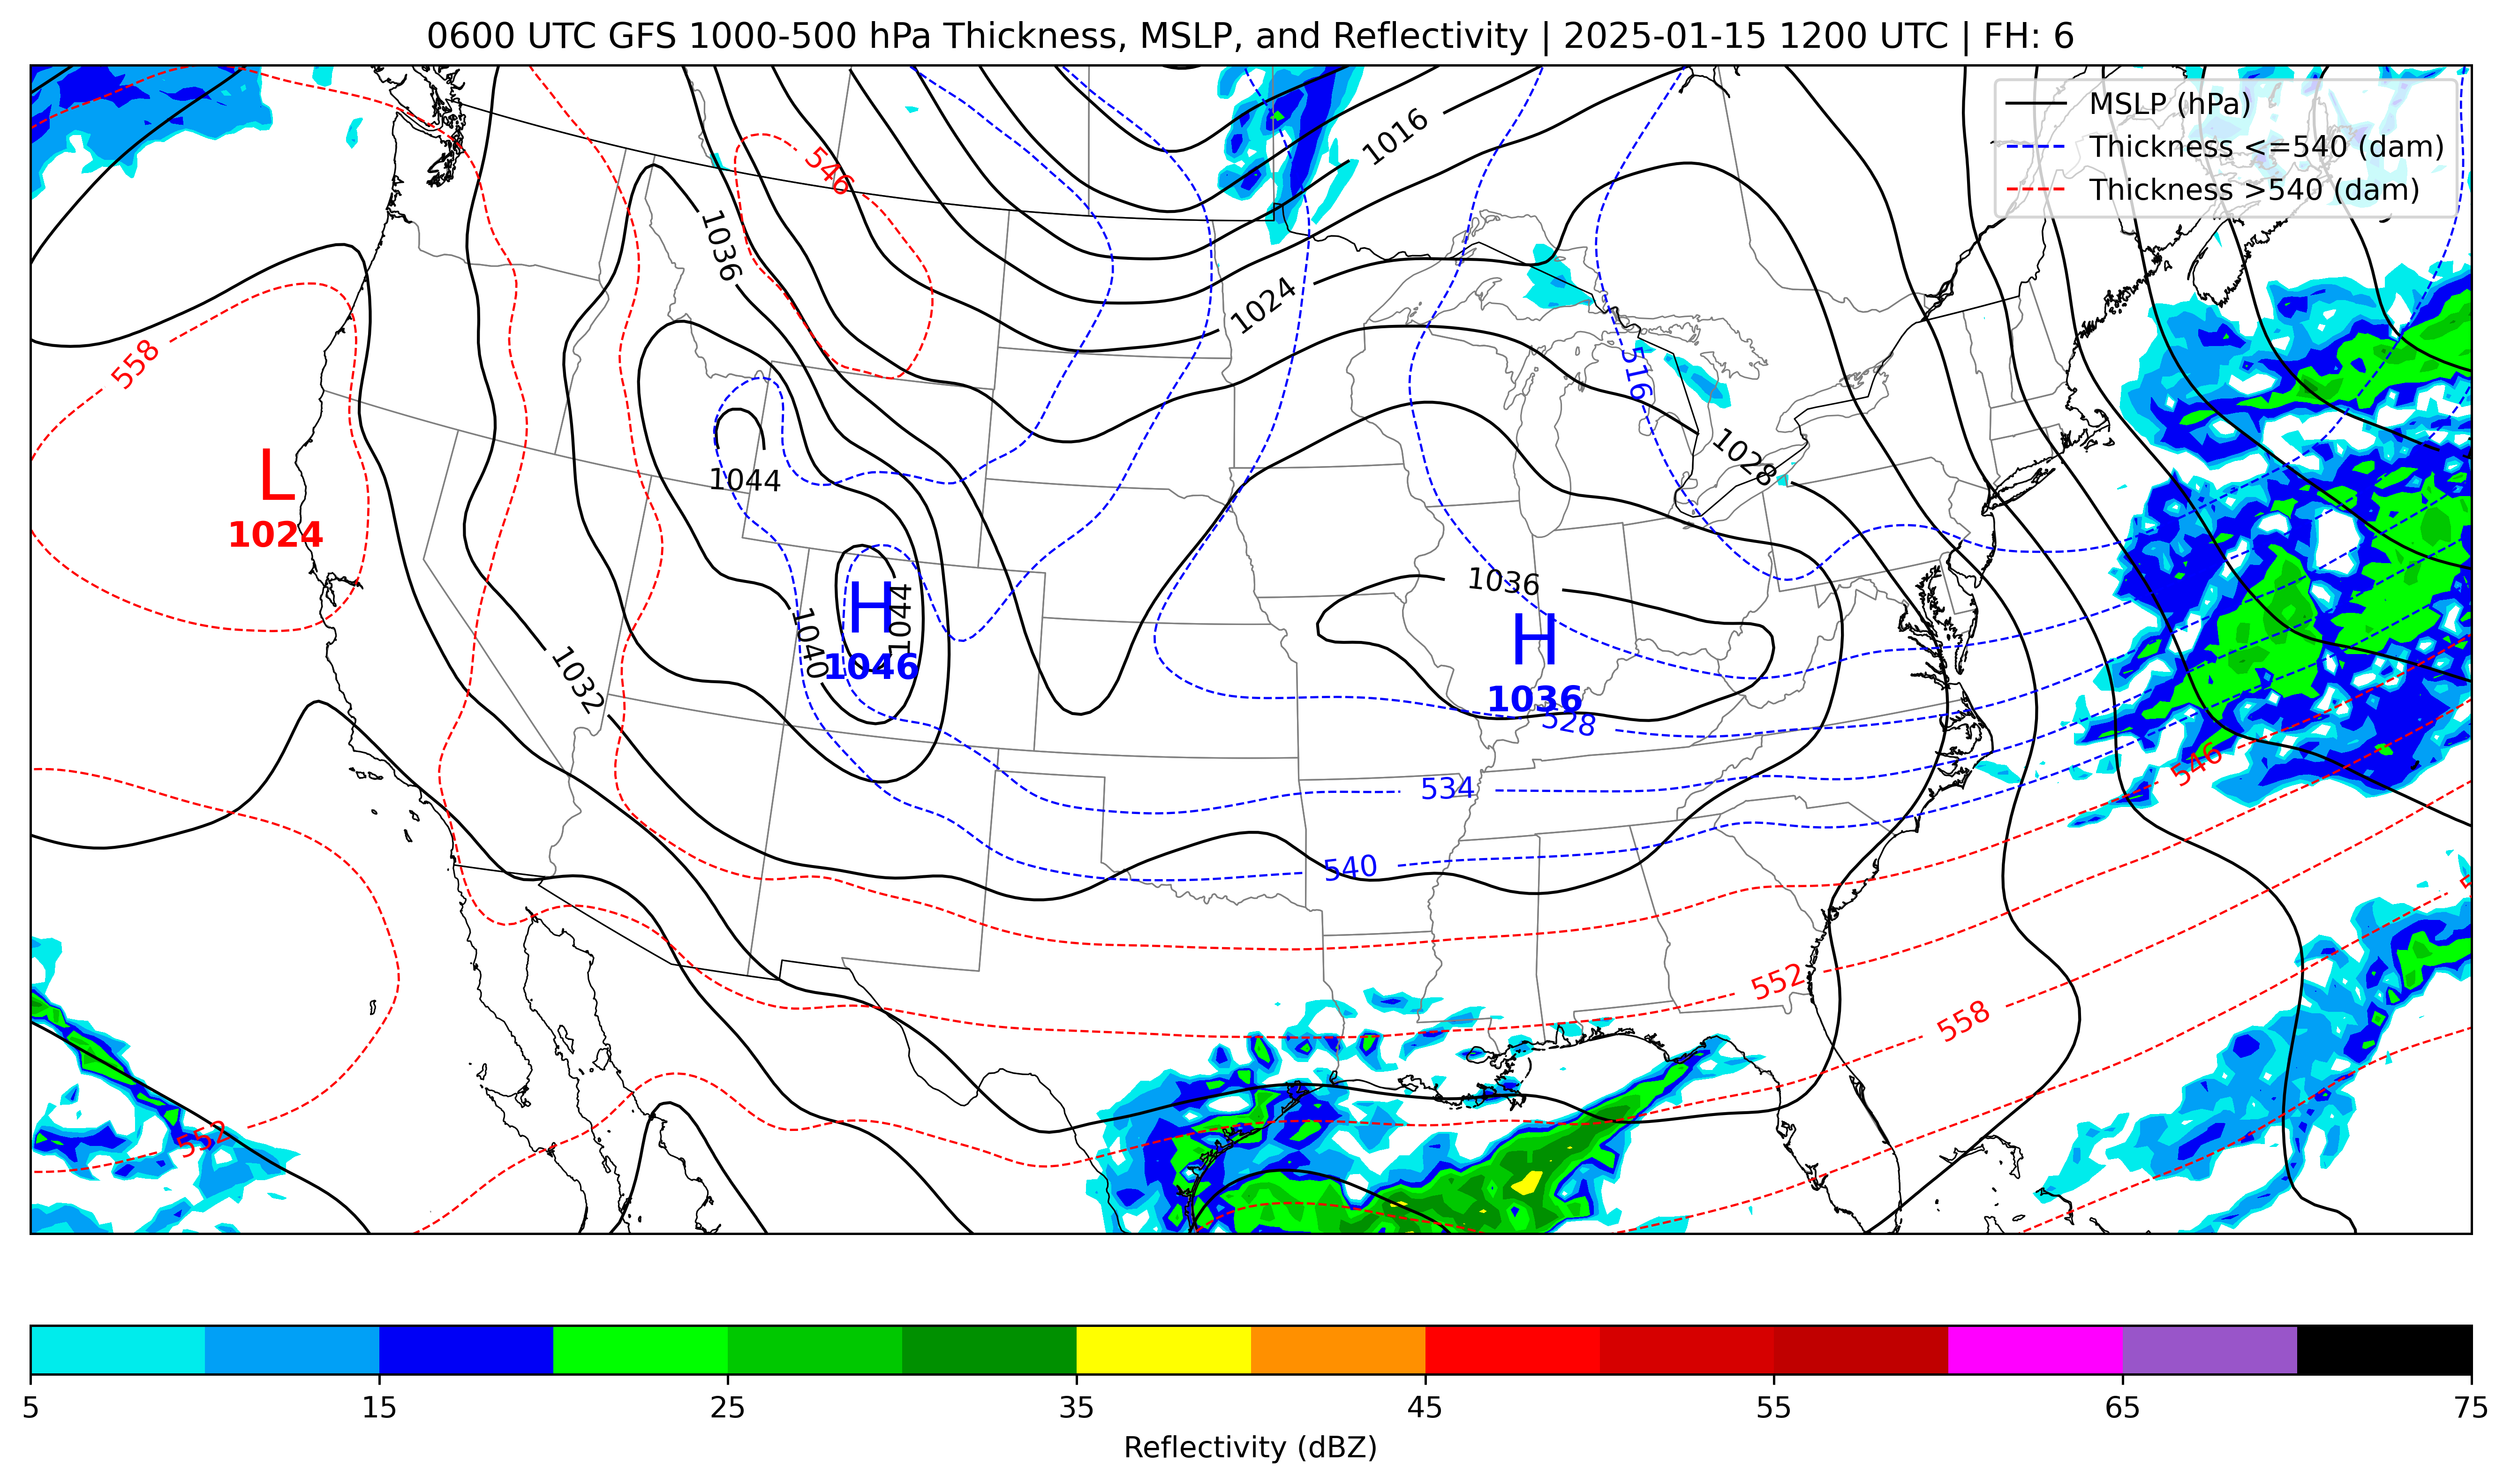 0600 UTC GFS 1000-500 hPa Thickness, MSLP, and Reflectivity | 2025-01-15 1200 UTC | FH: 6
MSLP (hPa)
Thickness <=540 (dam)
Thickness >540 (dam)
1016
546
1036
1024
558
516
1028
L
1024
1044
1036
H
1046
1044
1040
H
1036
1032
528
534
546
540
552
558
552
5 15 25 35 45 55 65 75
Reflectivity (dBZ)